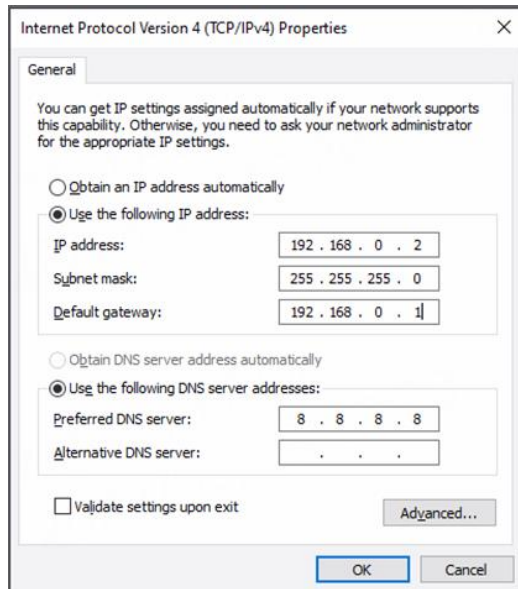 Internet Protocol Version 4 (TCP/IPv4) Properties
General
You can get IP settings assigned automatically if your network supports
this capability. Otherwise, you need to ask your network administrator
for the appropriate IP settings.
Obtain an IP address automatically
Use the following IP address:
IP address: 192 . 168 . 0 . 2
Subnet mask: 255 . 255 . 255 . 0
Default gateway: 192 . 168 . 0 . 1
Obtain DNS server address automatically
Use the following DNS server addresses:
Preferred DNS server: 8 . 8 . 8 . 8
Alternative DNS server: . . .
Validate settings upon exit
Advanced...
OK Cancel